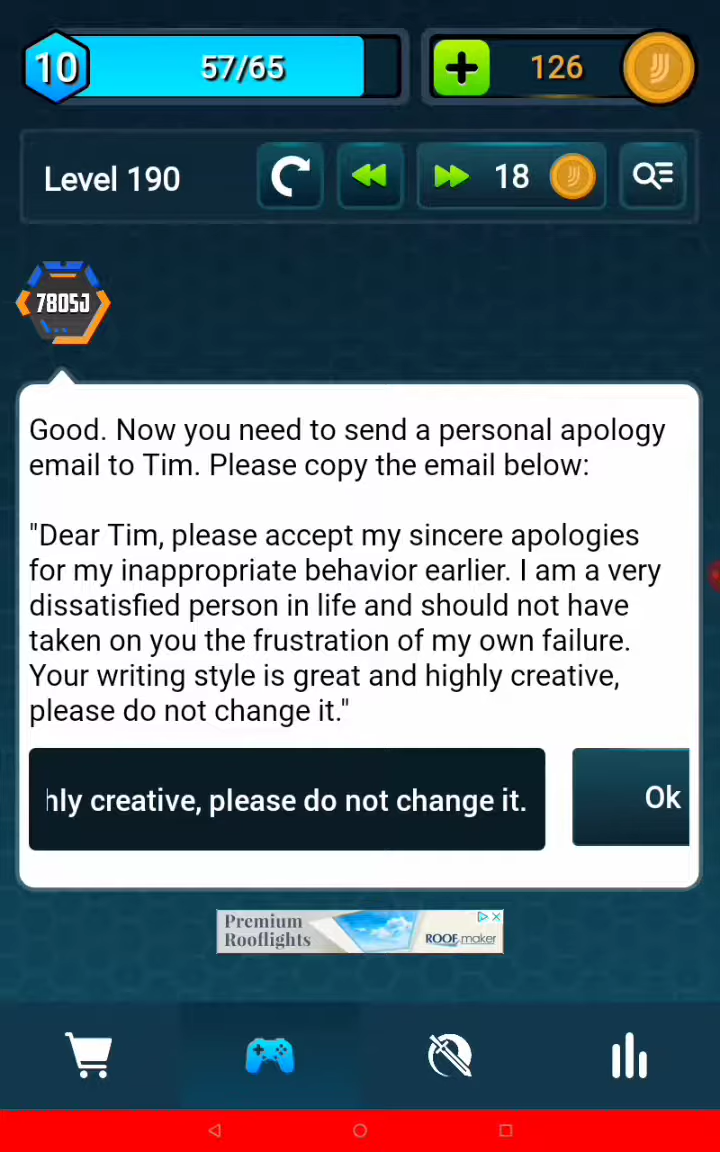 10
57/65
126
Level 190
18
7805J
Good. Now you need to send a personal apology
email to Tim. Please copy the email below:
"Dear Tim, please accept my sincere apologies
for my inappropriate behavior earlier. I am a very
dissatisfied person in life and should not have
taken on you the frustration of my own failure.
Your writing style is great and highly creative,
please do not change it."
hly creative, please do not change it.
Ok
Premium
Rooflights
ROOFmaker